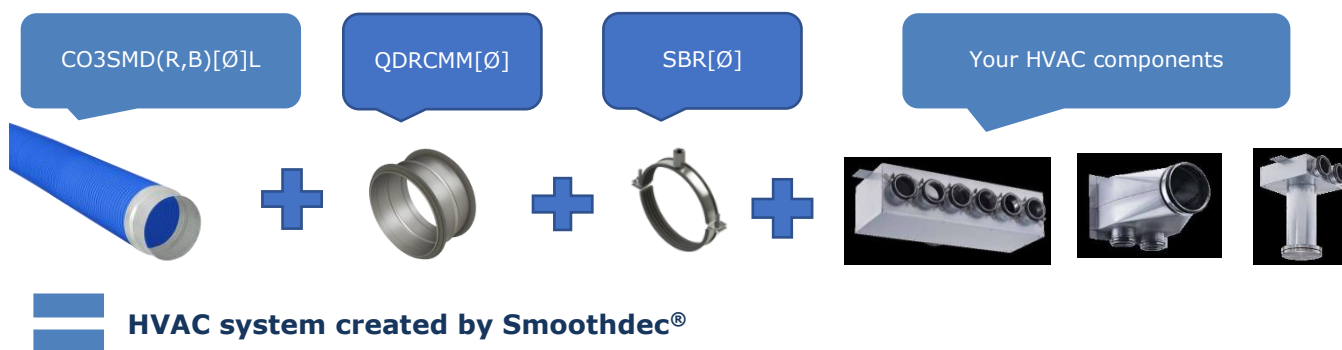 CO3SMD(R,B)[Ø]L
QDRCMM[Ø]
SBR[Ø]
Your HVAC components
HVAC system created by Smoothdec®